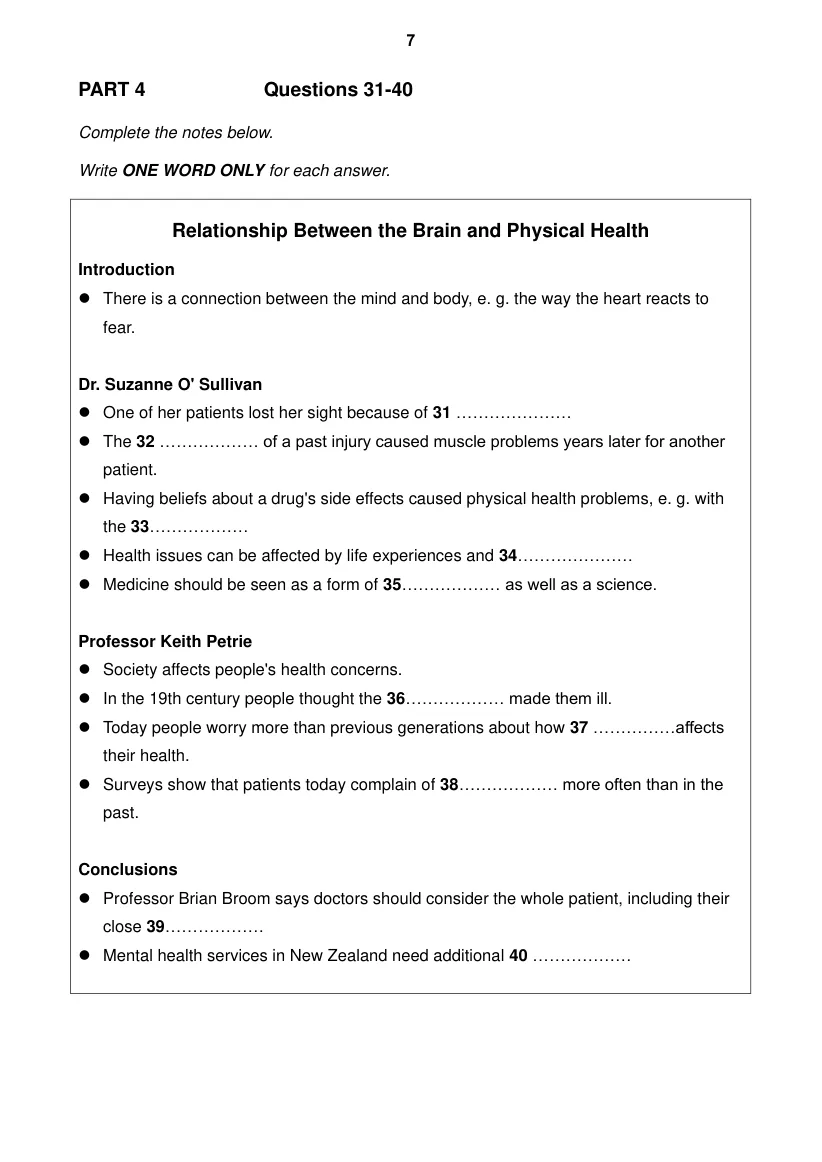 7
PART 4 Questions 31-40
Complete the notes below.
Write ONE WORD ONLY for each answer.
Relationship Between the Brain and Physical Health
Introduction
● There is a connection between the mind and body, e. g. the way the heart reacts to
fear.
Dr. Suzanne O' Sullivan
● One of her patients lost her sight because of 31 …………………
● The 32 ……………… of a past injury caused muscle problems years later for another
patient.
● Having beliefs about a drug's side effects caused physical health problems, e. g. with
the 33………………
● Health issues can be affected by life experiences and 34…………………
● Medicine should be seen as a form of 35……………… as well as a science.
Professor Keith Petrie
● Society affects people's health concerns.
● In the 19th century people thought the 36……………… made them ill.
● Today people worry more than previous generations about how 37 ……………affects
their health.
● Surveys show that patients today complain of 38……………… more often than in the
past.
Conclusions
● Professor Brian Broom says doctors should consider the whole patient, including their
close 39………………
● Mental health services in New Zealand need additional 40 ………………